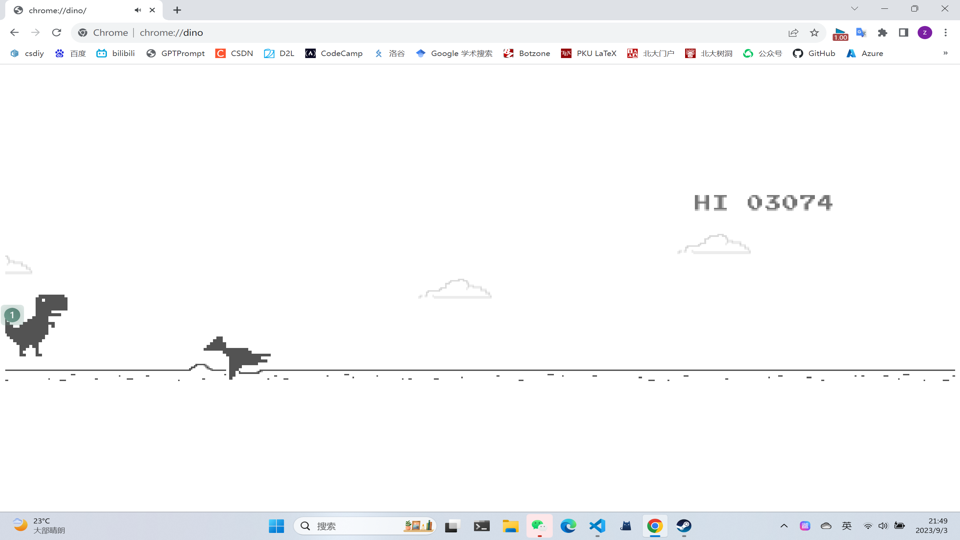 chrome://dino/
Chrome | chrome://dino
1.00
z
csdiy 百度 bilibili GPTPrompt CSDN D2L CodeCamp 洛谷 Google 学术搜索 Botzone PKU LaTeX 北大门户 北大树洞 公众号 GitHub Azure »
HI 03074
1
23°C
大部晴朗
搜索
英
21:49
2023/9/3